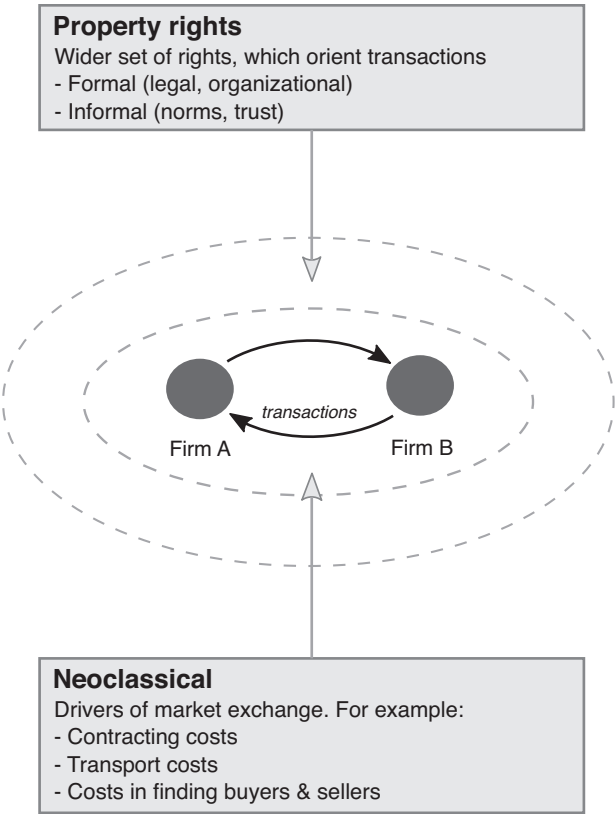 Property rights
Wider set of rights, which orient transactions
- Formal (legal, organizational)
- Informal (norms, trust)
transactions
Firm A
Firm B
Neoclassical
Drivers of market exchange. For example:
- Contracting costs
- Transport costs
- Costs in finding buyers & sellers